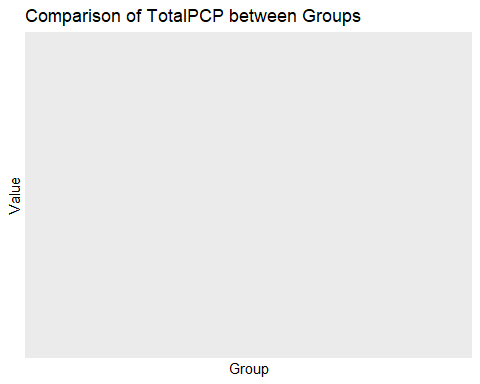 Comparison of TotalPCP between Groups
Value
Group